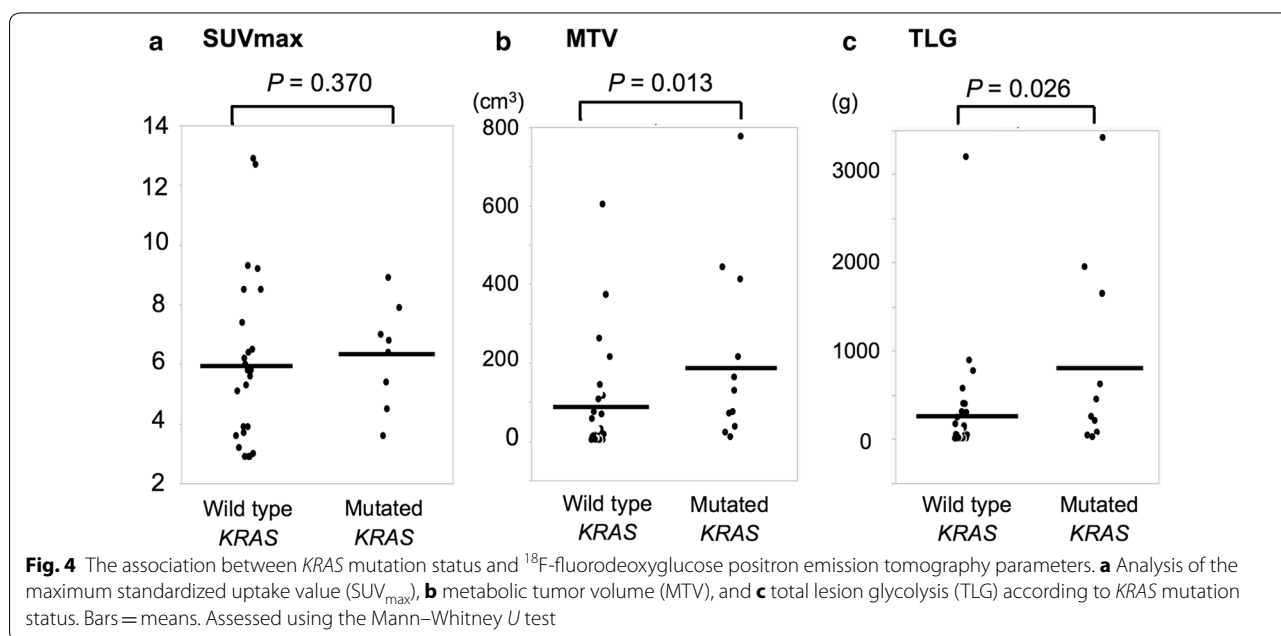 a SUVmax b MTV c TLG
P = 0.370 P = 0.013 P = 0.026
(cm³) (g)
14
12
10
8
6
4
2
800
600
400
200
0
3000
2000
1000
0
Wild type KRAS Mutated KRAS Wild type KRAS Mutated KRAS Wild type KRAS Mutated KRAS
Fig. 4 The association between KRAS mutation status and ¹⁸F-fluorodeoxyglucose positron emission tomography parameters. a Analysis of the
maximum standardized uptake value (SUVmax), b metabolic tumor volume (MTV), and c total lesion glycolysis (TLG) according to KRAS mutation
status. Bars = means. Assessed using the Mann–Whitney U test